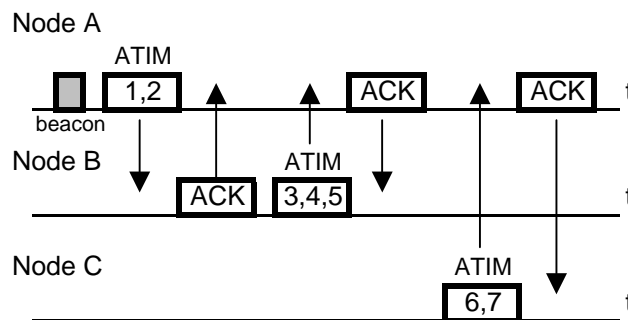 Node A
ATIM
1,2
ACK
ACK
t
beacon
Node B
ATIM
ACK
3,4,5
t
Node C
ATIM
6,7
t